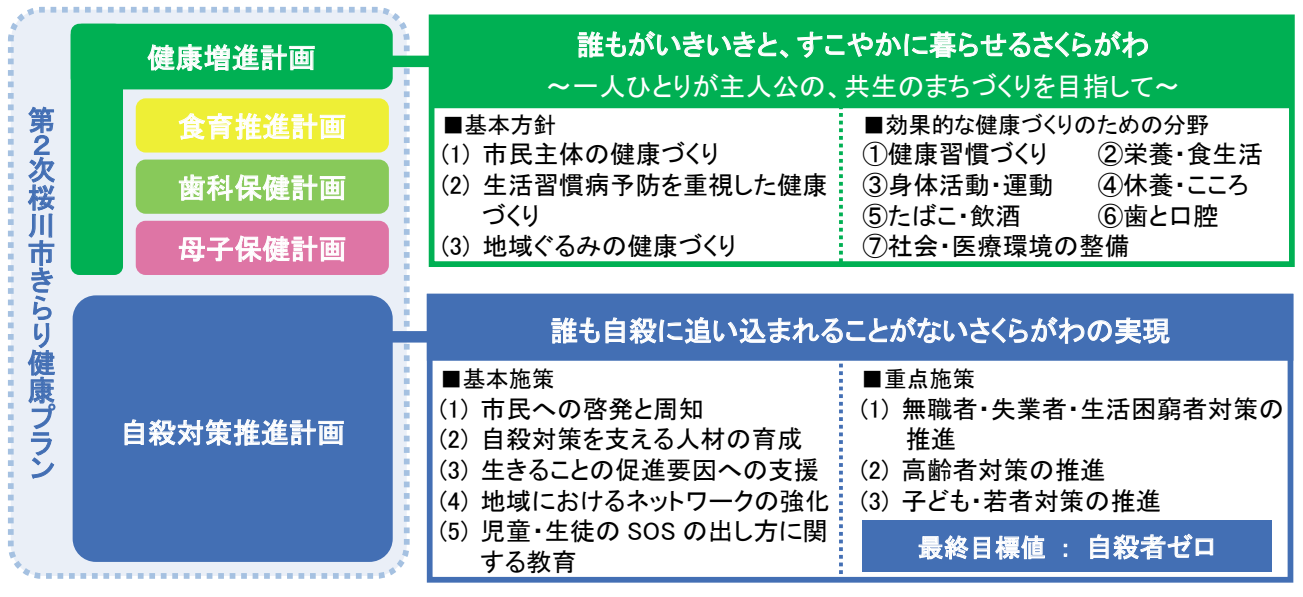 第2次桜川市きらり健康プラン
健康増進計画
食育推進計画
歯科保健計画
母子保健計画
誰もがいきいきと、すこやかに暮らせるさくらがわ
～一人ひとりが主人公の、共生のまちづくりを目指して～
■基本方針
(1) 市民主体の健康づくり
(2) 生活習慣病予防を重視した健康
づくり
(3) 地域ぐるみの健康づくり
■効果的な健康づくりのための分野
①健康習慣づくり ②栄養・食生活
③身体活動・運動 ④休養・こころ
⑤たばこ・飲酒 ⑥歯と口腔
⑦社会・医療環境の整備
自殺対策推進計画
誰も自殺に追い込まれることがないさくらがわの実現
■基本施策
(1) 市民への啓発と周知
(2) 自殺対策を支える人材の育成
(3) 生きることの促進要因への支援
(4) 地域におけるネットワークの強化
(5) 児童・生徒の SOS の出し方に関
する教育
■重点施策
(1) 無職者・失業者・生活困窮者対策の
推進
(2) 高齢者対策の推進
(3) 子ども・若者対策の推進
最終目標値 ： 自殺者ゼロ